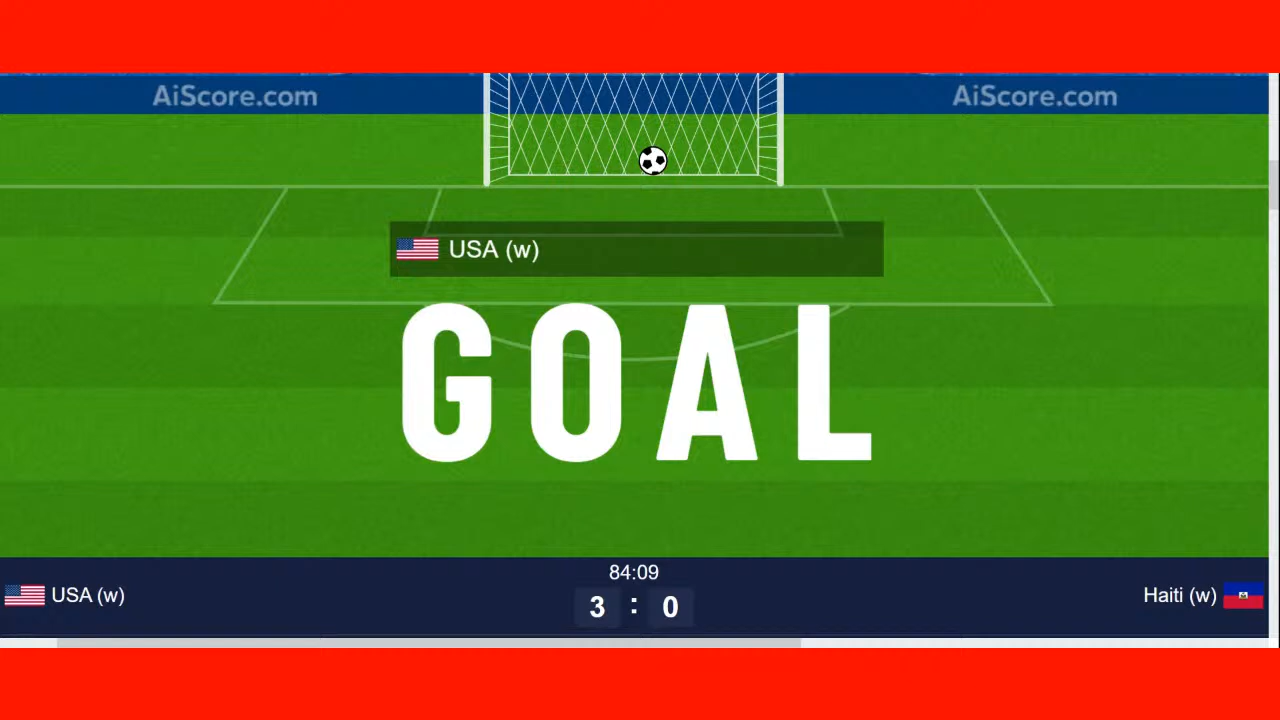 AiScore.com AiScore.com
USA (w)
GOAL
84:09
USA (w) 3 : 0 Haiti (w)